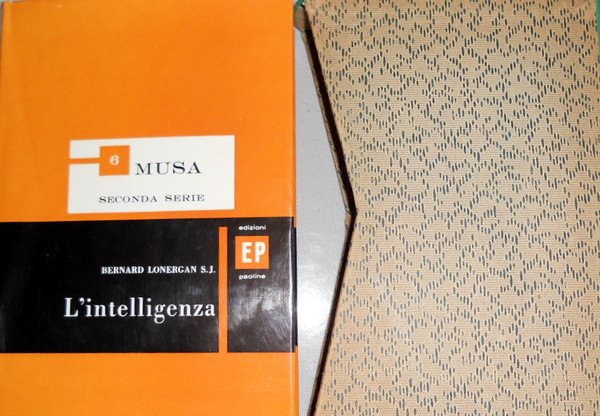 6
MUSA
SECONDA SERIE
edizioni
EP
paoline
BERNARD LONERGAN S.J.
L'intelligenza